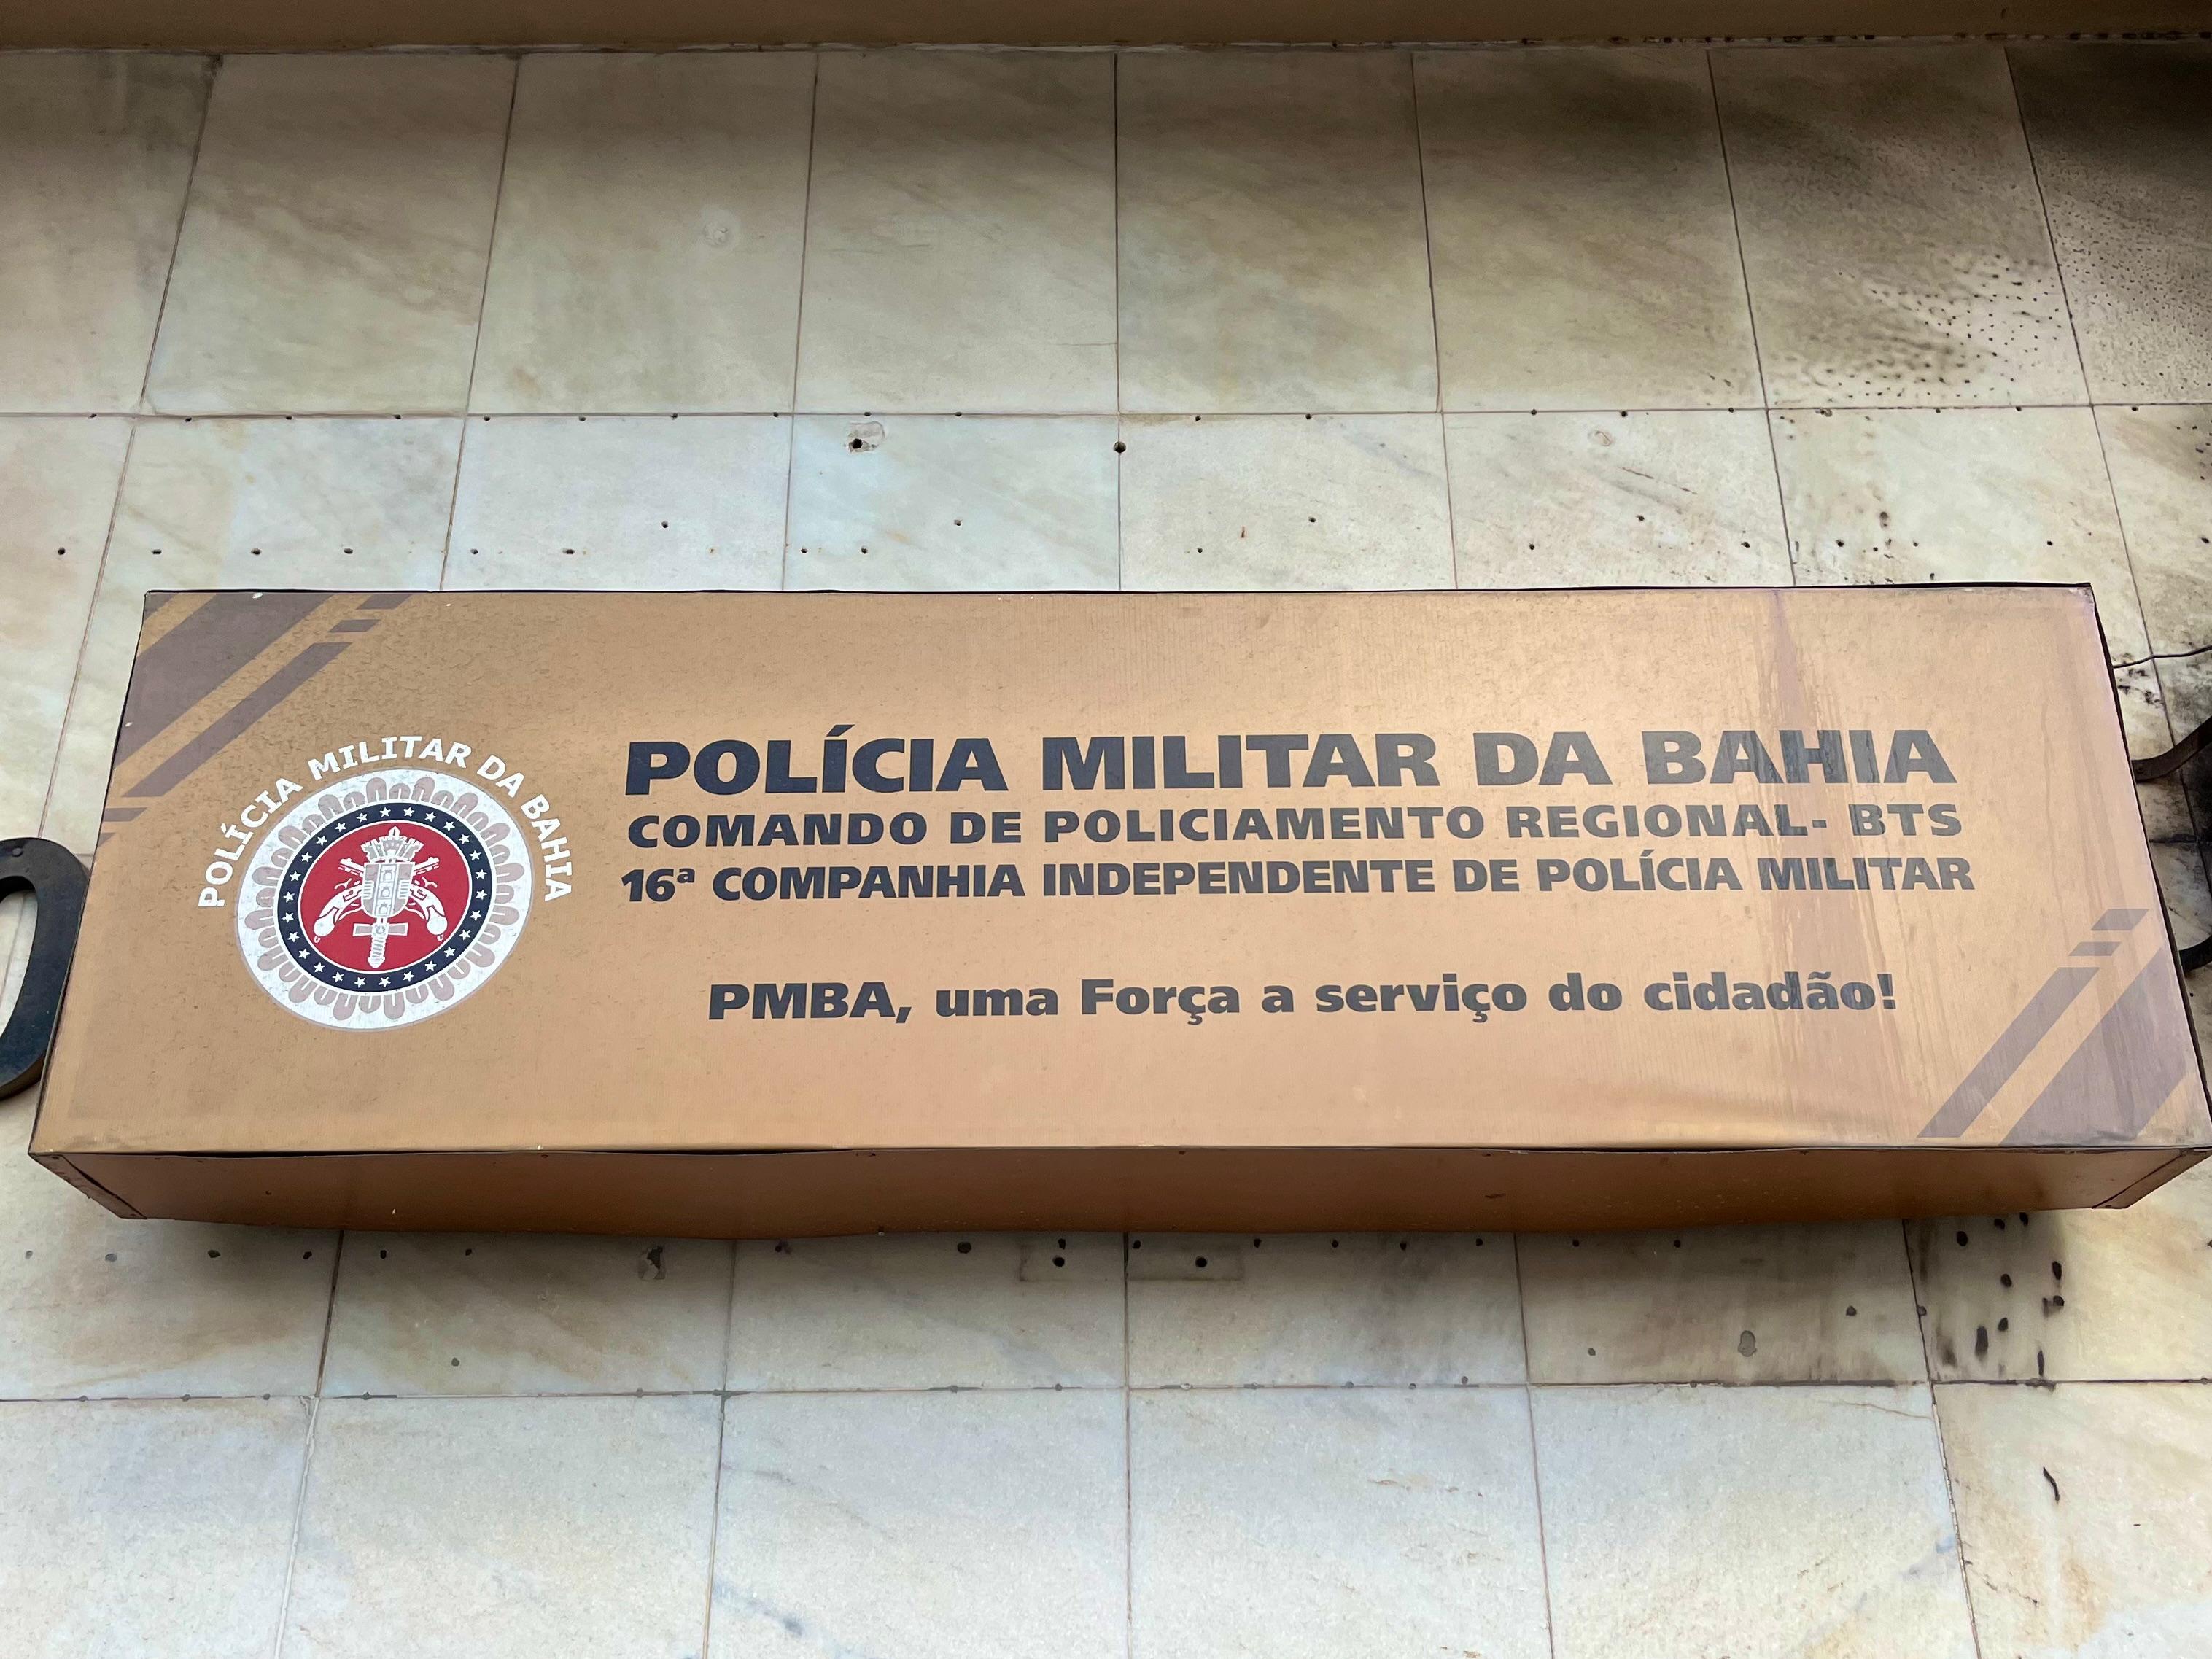 POLÍCIA MILITAR DA BAHIA
POLÍCIA MILITAR DA BAHIA
COMANDO DE POLICIAMENTO REGIONAL- BTS
16ª COMPANHIA INDEPENDENTE DE POLÍCIA MILITAR
PMBA, uma Força a serviço do cidadão!